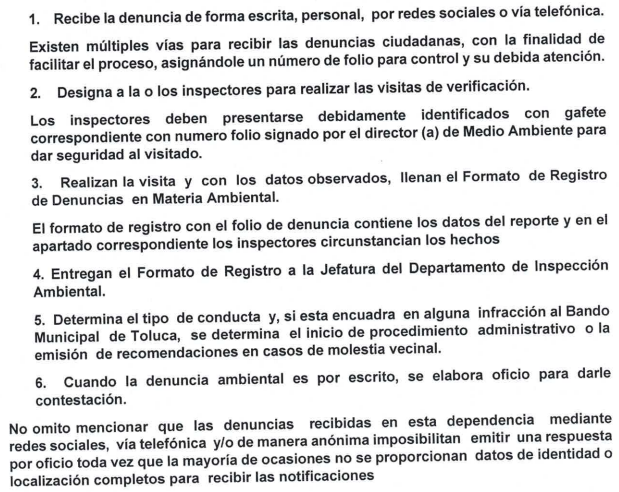 1. Recibe la denuncia de forma escrita, personal, por redes sociales o vía telefónica.
Existen múltiples vías para recibir las denuncias ciudadanas, con la finalidad de
facilitar el proceso, asignándole un número de folio para control y su debida atención.
2. Designa a la o los inspectores para realizar las visitas de verificación.
Los inspectores deben presentarse debidamente identificados con gafete
correspondiente con numero folio signado por el director (a) de Medio Ambiente para
dar seguridad al visitado.
3. Realizan la visita y con los datos observados, llenan el Formato de Registro
de Denuncias en Materia Ambiental.
El formato de registro con el folio de denuncia contiene los datos del reporte y en el
apartado correspondiente los inspectores circunstancian los hechos
4. Entregan el Formato de Registro a la Jefatura del Departamento de Inspección
Ambiental.
5. Determina el tipo de conducta y, si esta encuadra en alguna infracción al Bando
Municipal de Toluca, se determina el inicio de procedimiento administrativo o la
emisión de recomendaciones en casos de molestia vecinal.
6. Cuando la denuncia ambiental es por escrito, se elabora oficio para darle
contestación.
No omito mencionar que las denuncias recibidas en esta dependencia mediante
redes sociales, vía telefónica y/o de manera anónima imposibilitan emitir una respuesta
por oficio toda vez que la mayoría de ocasiones no se proporcionan datos de identidad o
localización completos para recibir las notificaciones